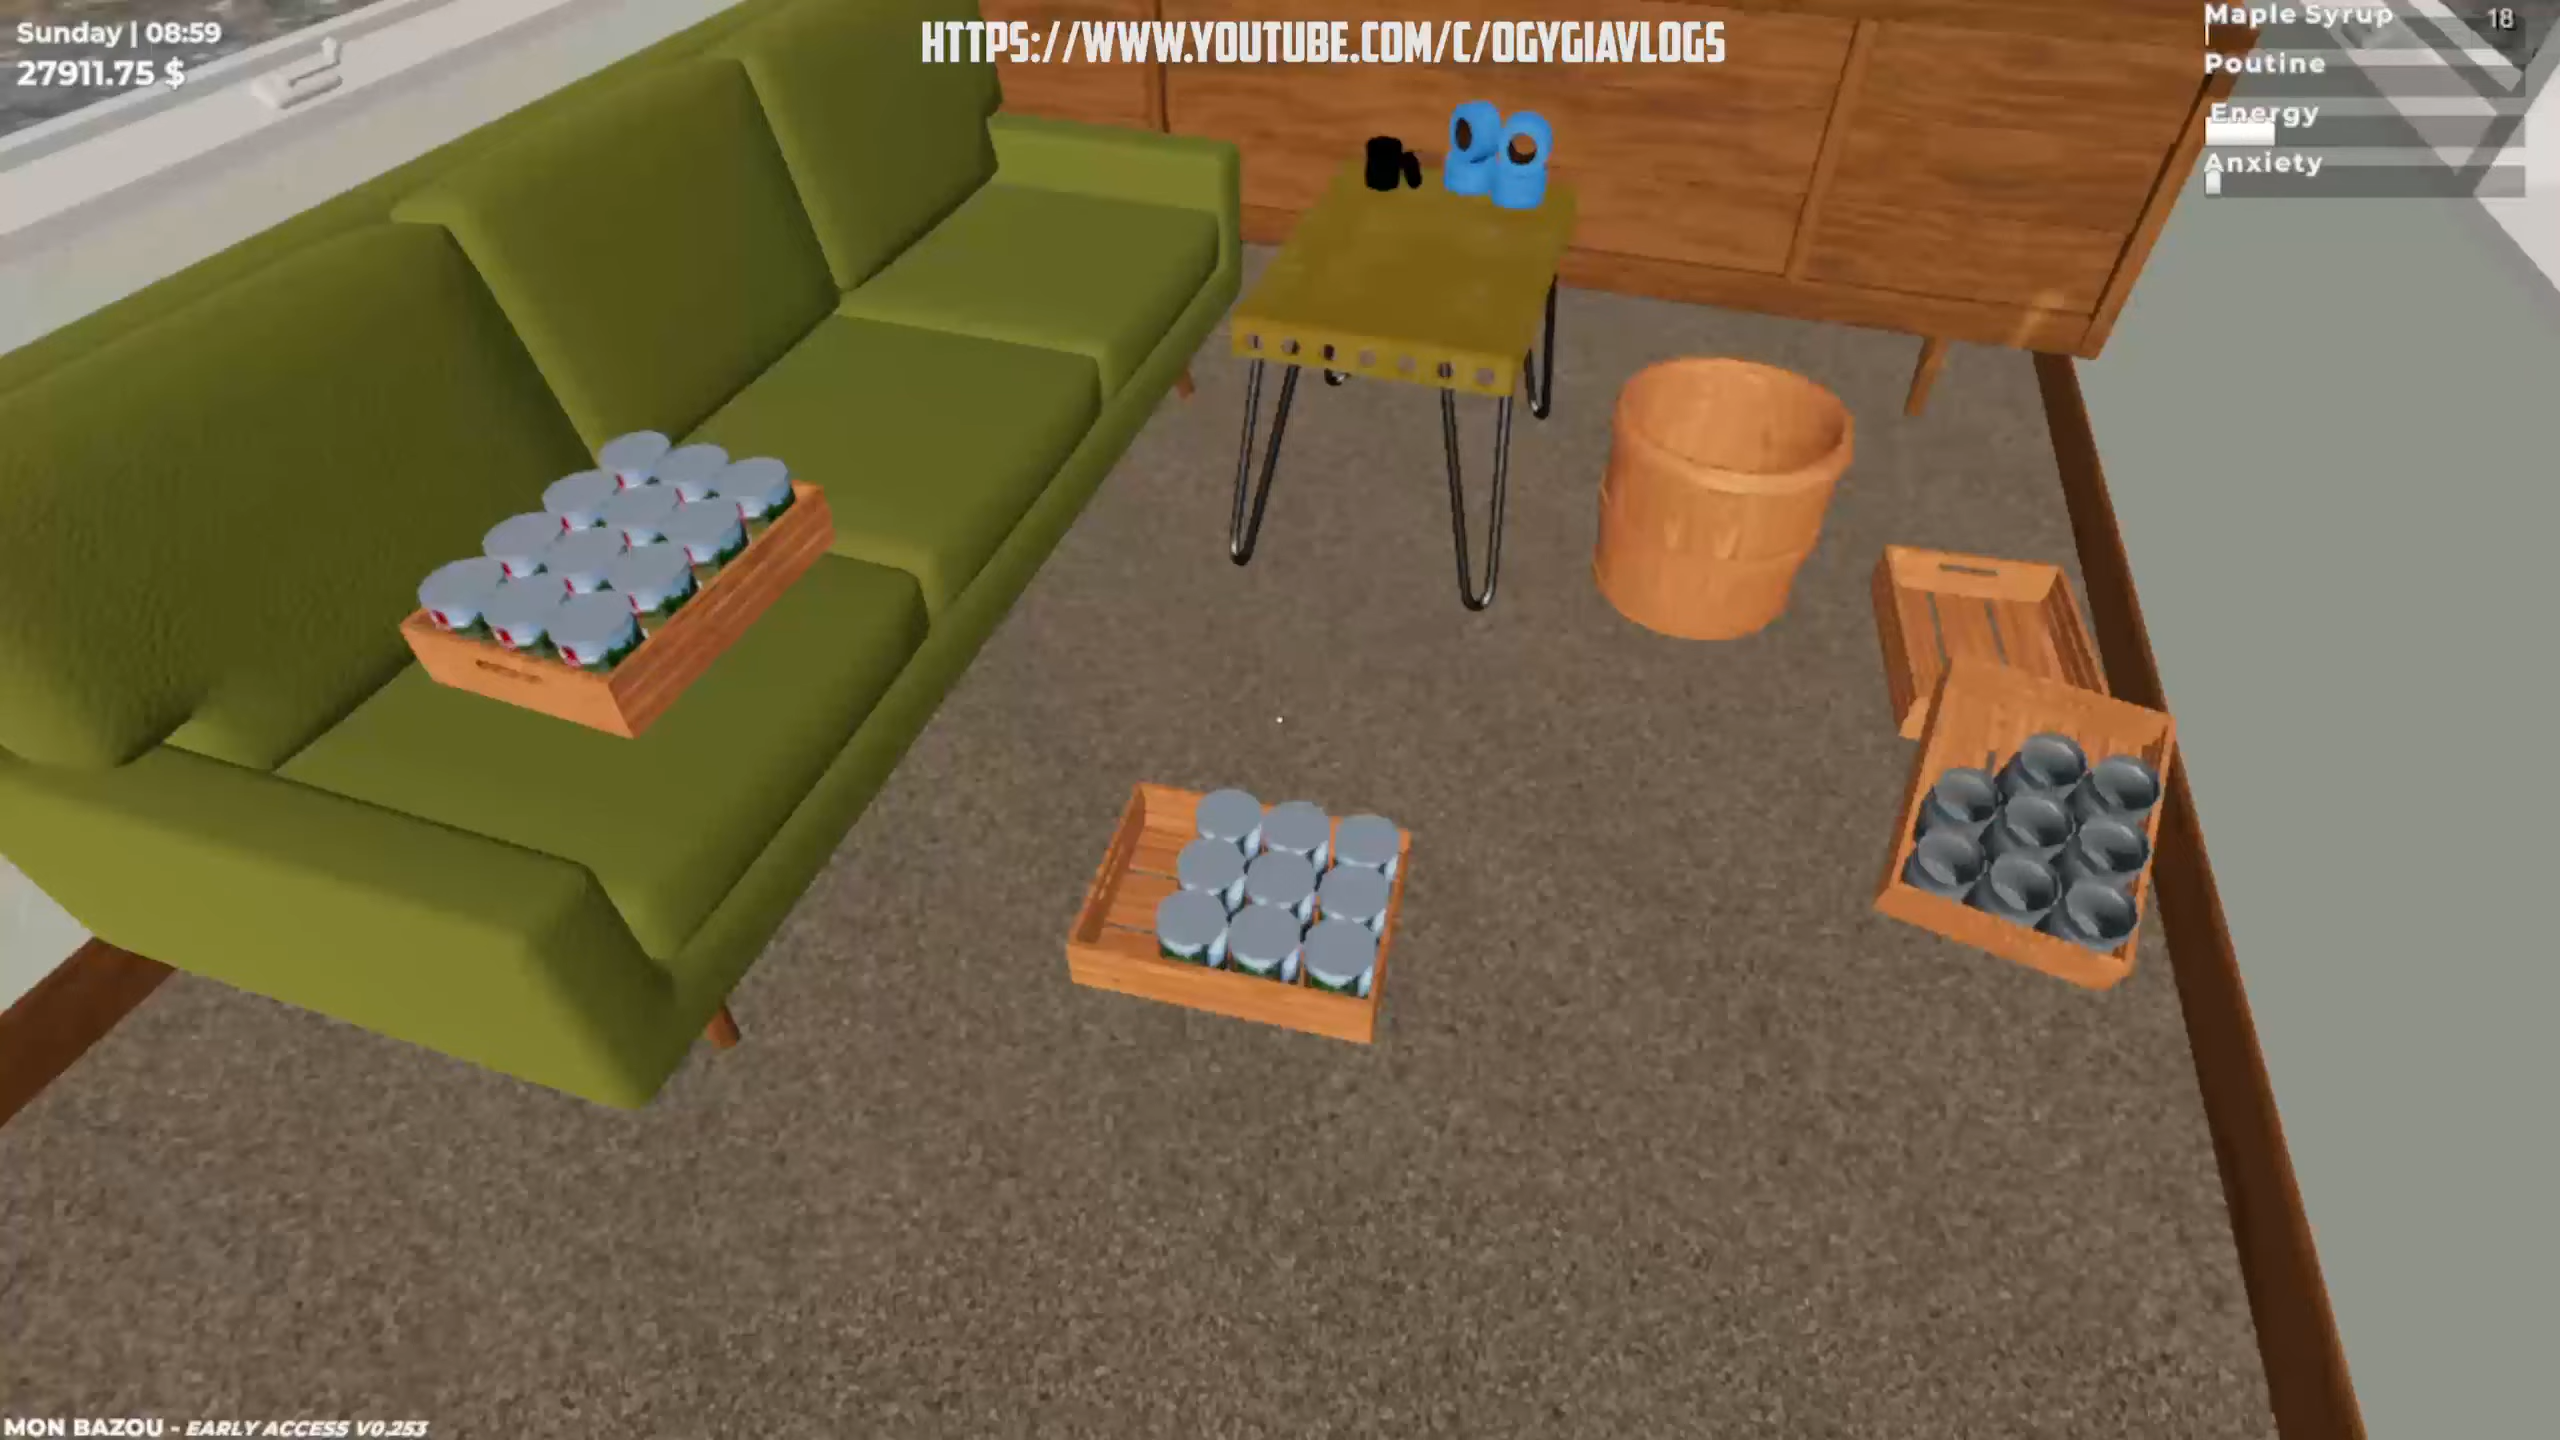 Sunday | 08:59
27911.75 $
HTTPS://WWW.YOUTUBE.COM/C/OGYGIAVLOGS
Maple Syrup
18
Poutine
Energy
Anxiety
MON BAZOU - EARLY ACCESS V0.253